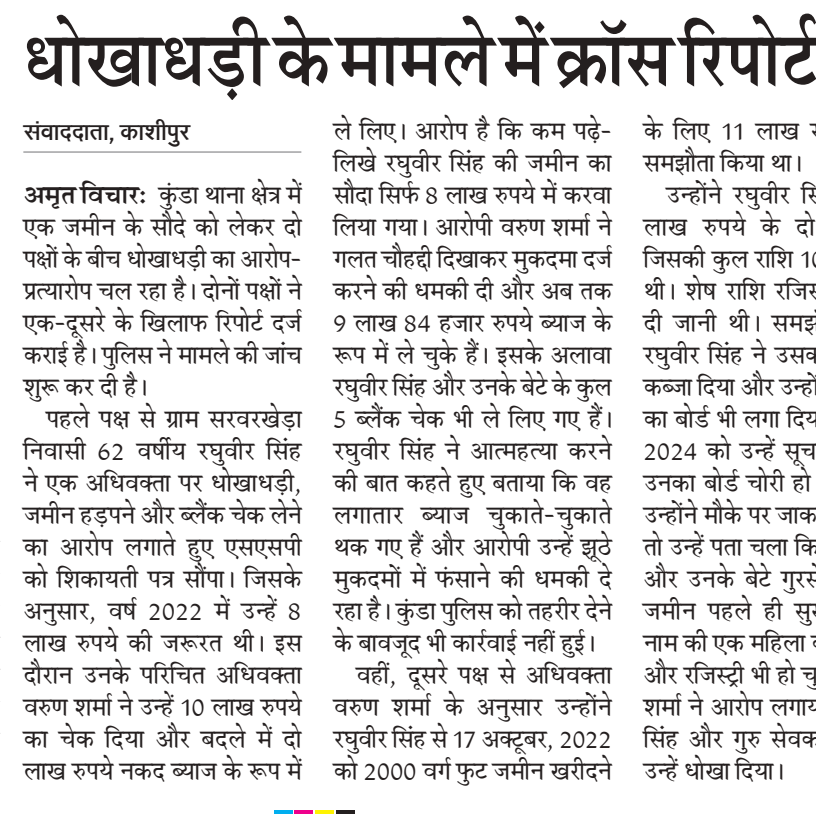 धोखाधड़ी के मामले में क्रॉस रिपोर्ट
संवाददाता, काशीपुर
अमृत विचारः कुंडा थाना क्षेत्र में
एक जमीन के सौदे को लेकर दो
पक्षों के बीच धोखाधड़ी का आरोप-
प्रत्यारोप चल रहा है। दोनों पक्षों ने
एक-दूसरे के खिलाफ रिपोर्ट दर्ज
कराई है। पुलिस ने मामले की जांच
शुरू कर दी है।
पहले पक्ष से ग्राम सरवरखेड़ा
निवासी 62 वर्षीय रघुवीर सिंह
ने एक अधिवक्ता पर धोखाधड़ी,
जमीन हड़पने और ब्लैंक चेक लेने
का आरोप लगाते हुए एसएसपी
को शिकायती पत्र सौंपा। जिसके
अनुसार, वर्ष 2022 में उन्हें 8
लाख रुपये की जरूरत थी। इस
दौरान उनके परिचित अधिवक्ता
वरुण शर्मा ने उन्हें 10 लाख रुपये
का चेक दिया और बदले में दो
लाख रुपये नकद ब्याज के रूप में
ले लिए। आरोप है कि कम पढ़े-
लिखे रघुवीर सिंह की जमीन का
सौदा सिर्फ 8 लाख रुपये में करवा
लिया गया। आरोपी वरुण शर्मा ने
गलत चौहद्दी दिखाकर मुकदमा दर्ज
करने की धमकी दी और अब तक
9 लाख 84 हजार रुपये ब्याज के
रूप में ले चुके हैं। इसके अलावा
रघुवीर सिंह और उनके बेटे के कुल
5 ब्लैंक चेक भी ले लिए गए हैं।
रघुवीर सिंह ने आत्महत्या करने
की बात कहते हुए बताया कि वह
लगातार ब्याज चुकाते-चुकाते
थक गए हैं और आरोपी उन्हें झूठे
मुकदमों में फंसाने की धमकी दे
रहा है। कुंडा पुलिस को तहरीर देने
के बावजूद भी कार्रवाई नहीं हुई।
वहीं, दूसरे पक्ष से अधिवक्ता
वरुण शर्मा के अनुसार उन्होंने
रघुवीर सिंह से 17 अक्टूबर, 2022
को 2000 वर्ग फुट जमीन खरीदने
के लिए 11 लाख
समझौता किया था।
उन्होंने रघुवीर
लाख रुपये के दो
जिसकी कुल राशि
थी। शेष राशि
दी जानी थी।
रघुवीर सिंह ने
कब्जा दिया और
का बोर्ड भी लगा
2024 को उन्हें
उनका बोर्ड चोरी हो
उन्होंने मौके पर
तो उन्हें पता चला
और उनके बेटे
जमीन पहले ही
नाम की एक महिला
और रजिस्ट्री भी हो
शर्मा ने आरोप
सिंह और गुरु
उन्हें धोखा दिया।